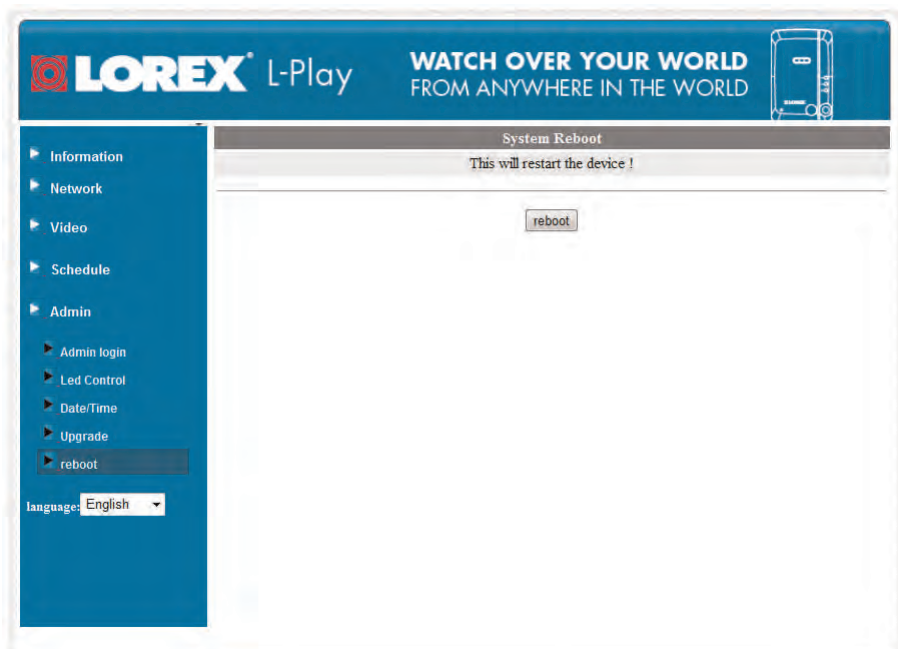 LOREX L-Play
WATCH OVER YOUR WORLD
FROM ANYWHERE IN THE WORLD
Information
Network
Video
Schedule
Admin
Admin login
Led Control
Date/Time
Upgrade
reboot
language: English
System Reboot
This will restart the device !
reboot